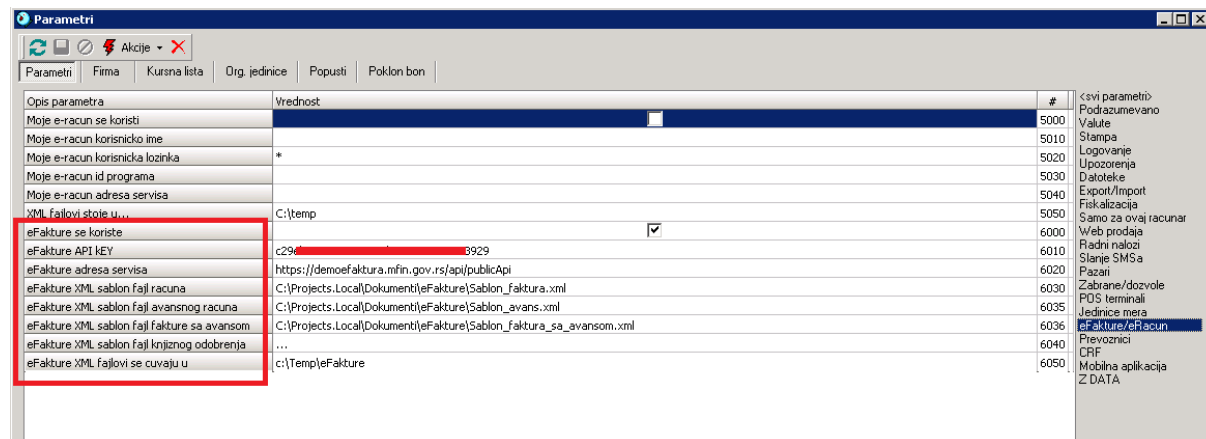 Parametri
Akcije
Parametri Firma Kursna lista Org. jedinice Popusti Poklon bon
Opis parametra Vrednost #
Moje e-racun se koristi 5000
Moje e-racun korisnicko ime 5010
Moje e-racun korisnicka lozinka * 5020
Moje e-racun id programa 5030
Moje e-racun adresa servisa 5040
XML fajlovi stoje u... C:\temp 5050
eFakture se koriste 6000
eFakture API kEY 3929 6010
eFakture adresa servisa https://demoefaktura.mfin.gov.rs/api/publicApi 6020
eFakture XML sablon fajl racuna C:\Projects.Local\Dokumenti\eFakture\Sablon_faktura.xml 6030
eFakture XML sablon fajl avansnog racuna C:\Projects.Local\Dokumenti\eFakture\Sablon_avans.xml 6035
eFakture XML sablon fajl fakture sa avansom C:\Projects.Local\Dokumenti\eFakture\Sablon_faktura_sa_avansom.xml 6036
eFakture XML sablon fajl knjiznog odobrenja ... 6040
eFakture XML fajlovi se cuvaju u c:\Temp\eFakture 6050
<svi parametri>
Podrazumevano
Valute
Stampa
Logovanje
Upozorenja
Datoteke
Export/Import
Fiskalizacija
Samo za ovaj racunar
Web prodaja
Radni nalozi
Slanje SMSa
Pazari
Zabrane/dozvole
POS terminali
Jedinice mera
eFakture/eRacun
Prevoznici
CRF
Mobilna aplikacija
Z DATA